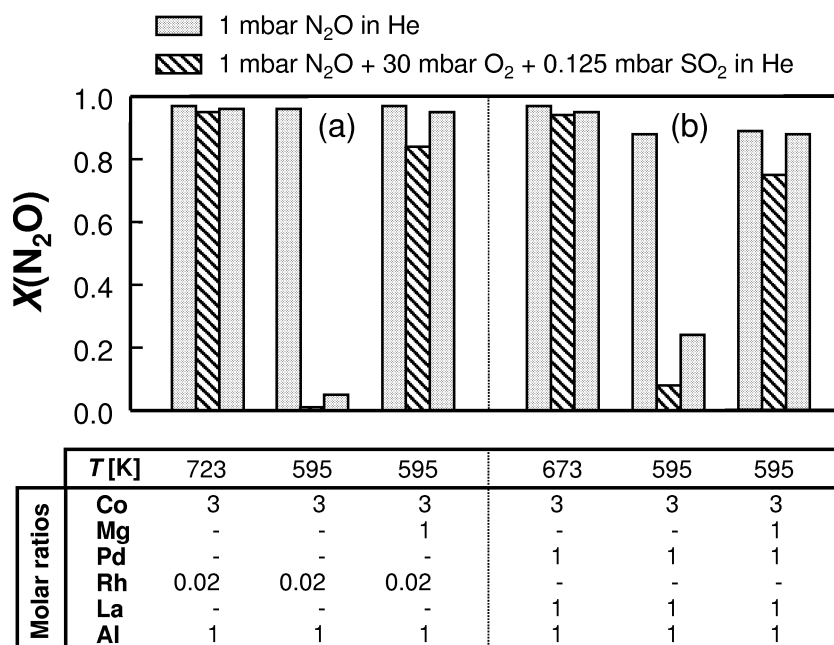 1 mbar N₂O in He
1 mbar N₂O + 30 mbar O₂ + 0.125 mbar SO₂ in He
X(N₂O)
1.0
0.8
0.6
0.4
0.2
0.0
(a)
(b)
T [K] 723 595 595 673 595 595
Molar ratios
Co 3 3 3 3 3 3
Mg - - 1 - - 1
Pd - - - 1 1 1
Rh 0.02 0.02 0.02 - - -
La - - - 1 1 1
Al 1 1 1 1 1 1